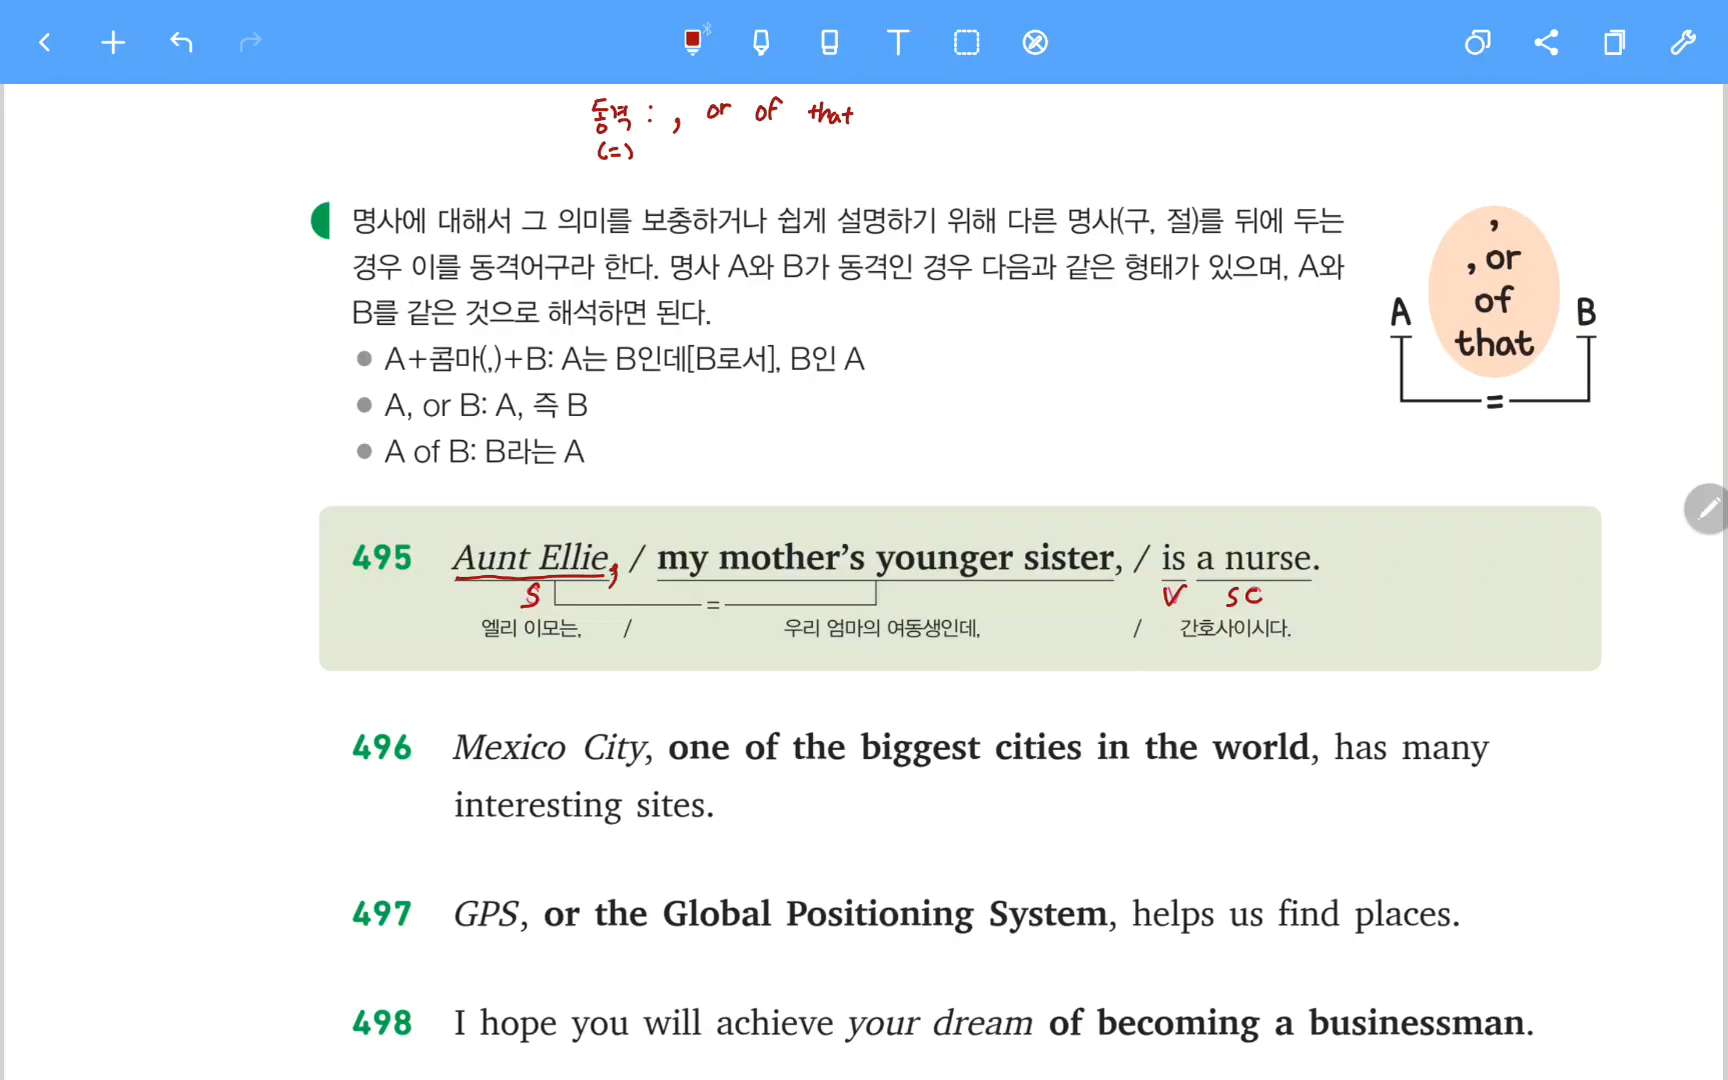 동격 : , or of that
(=)
명사에 대해서 그 의미를 보충하거나 쉽게 설명하기 위해 다른 명사(구, 절)를 뒤에 두는
경우 이를 동격어구라 한다. 명사 A와 B가 동격인 경우 다음과 같은 형태가 있으며, A와
B를 같은 것으로 해석하면 된다.
● A+콤마(,)+B: A는 B인데[B로서], B인 A
● A, or B: A, 즉 B
● A of B: B라는 A
,
, or
of
that
A B
=
495 Aunt Ellie, / my mother’s younger sister, / is a nurse.
S = V SC
엘리 이모는, / 우리 엄마의 여동생인데, / 간호사이시다.
496 Mexico City, one of the biggest cities in the world, has many
interesting sites.
497 GPS, or the Global Positioning System, helps us find places.
498 I hope you will achieve your dream of becoming a businessman.